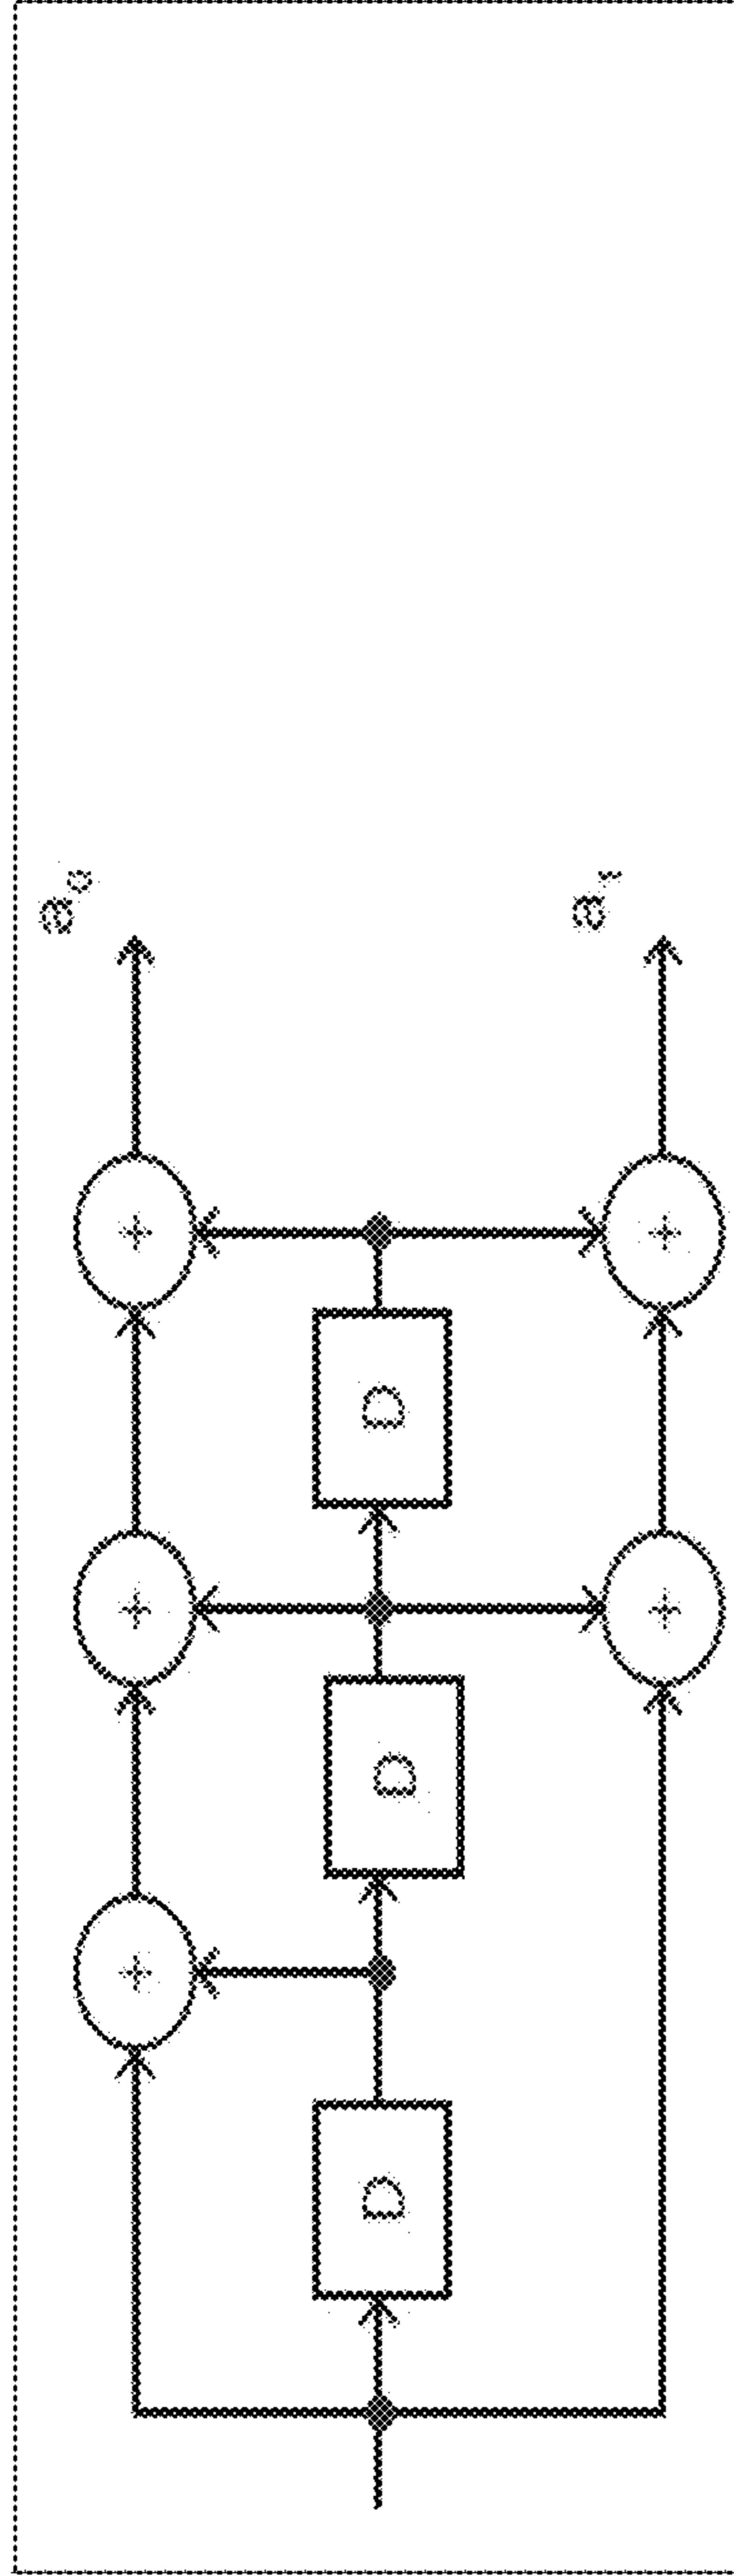 + + + a₀
D D D
+ + a₁